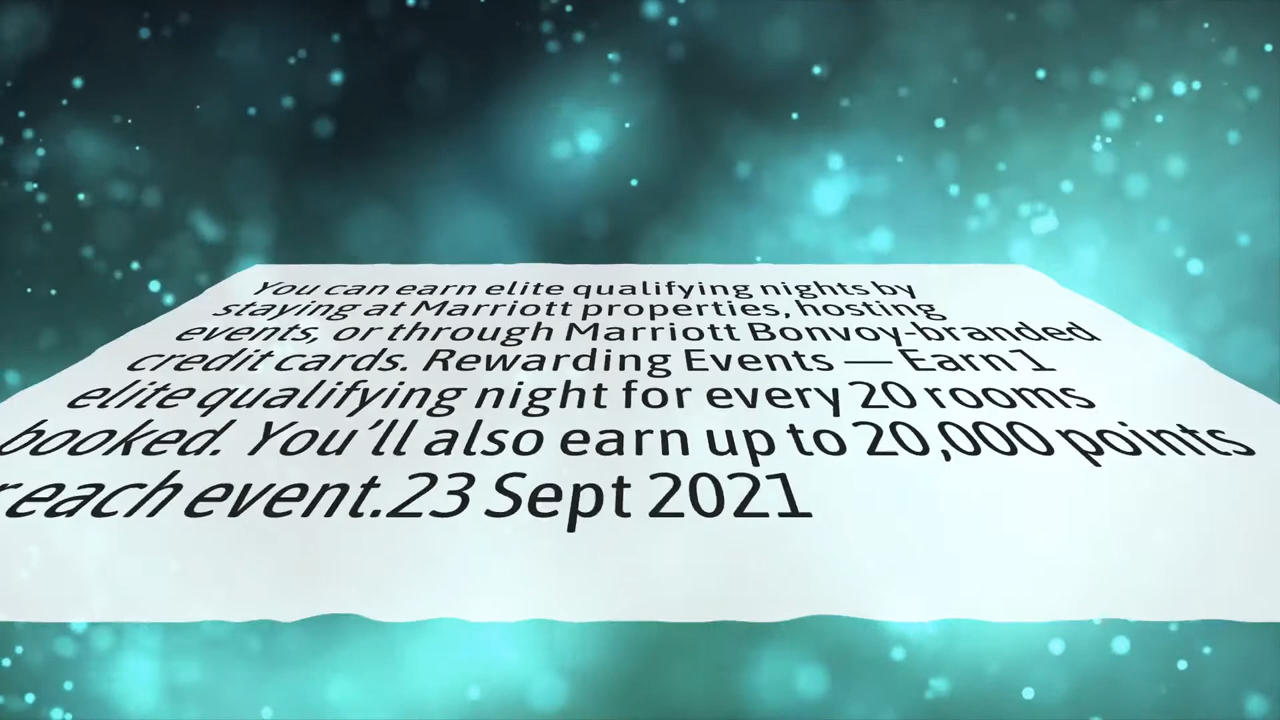 You can earn elite qualifying nights by
staying at Marriott properties, hosting
events, or through Marriott Bonvoy-branded
credit cards. Rewarding Events — Earn 1
elite qualifying night for every 20 rooms
booked. You’ll also earn up to 20,000 points
each event.23 Sept 2021